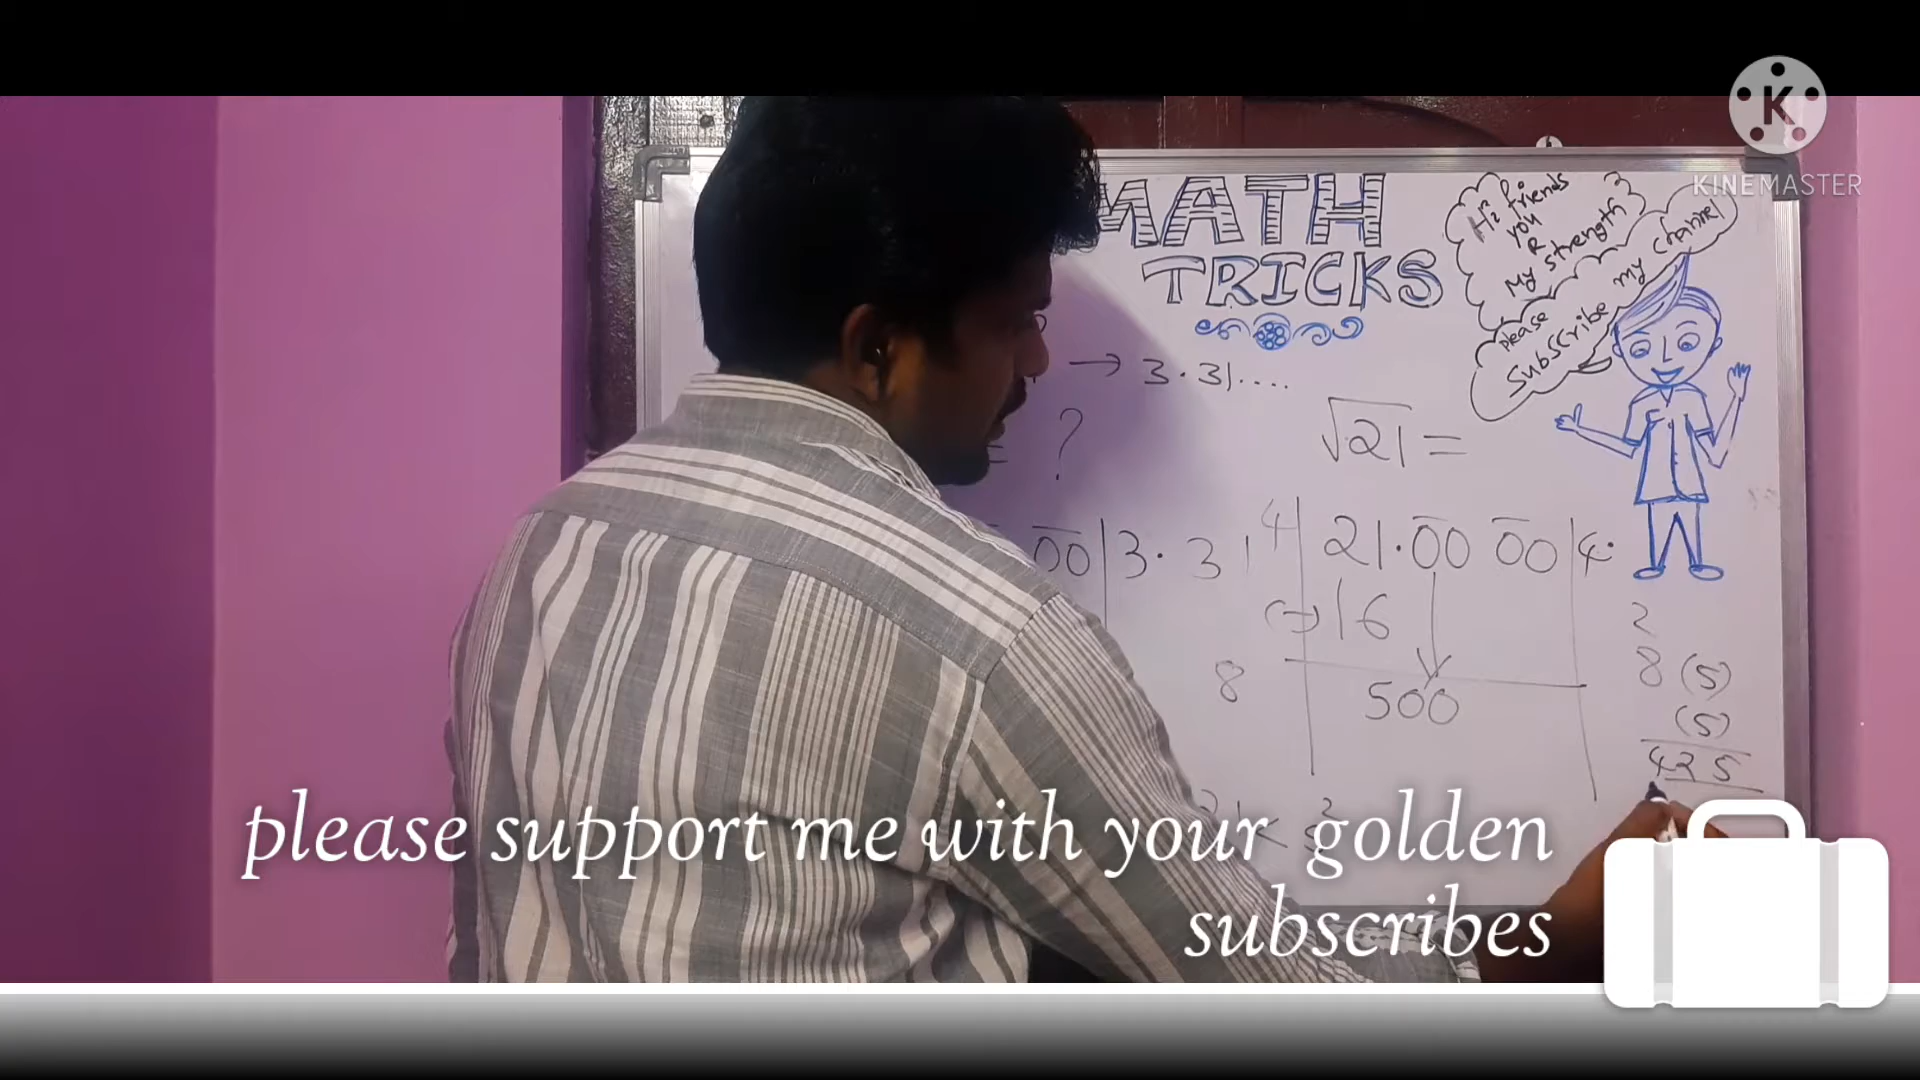 K
KINEMASTER
MATH
TRICKS
Hi friends
you
R
My strength
please
Subscribe my channel
→ 3.31....
= ?
√21 =
00 | 3.31
4 | 21.00 00 | 4.
(-) 16
8 | 500
2
8 (5)
(5)
425
please support me with your golden
subscribes